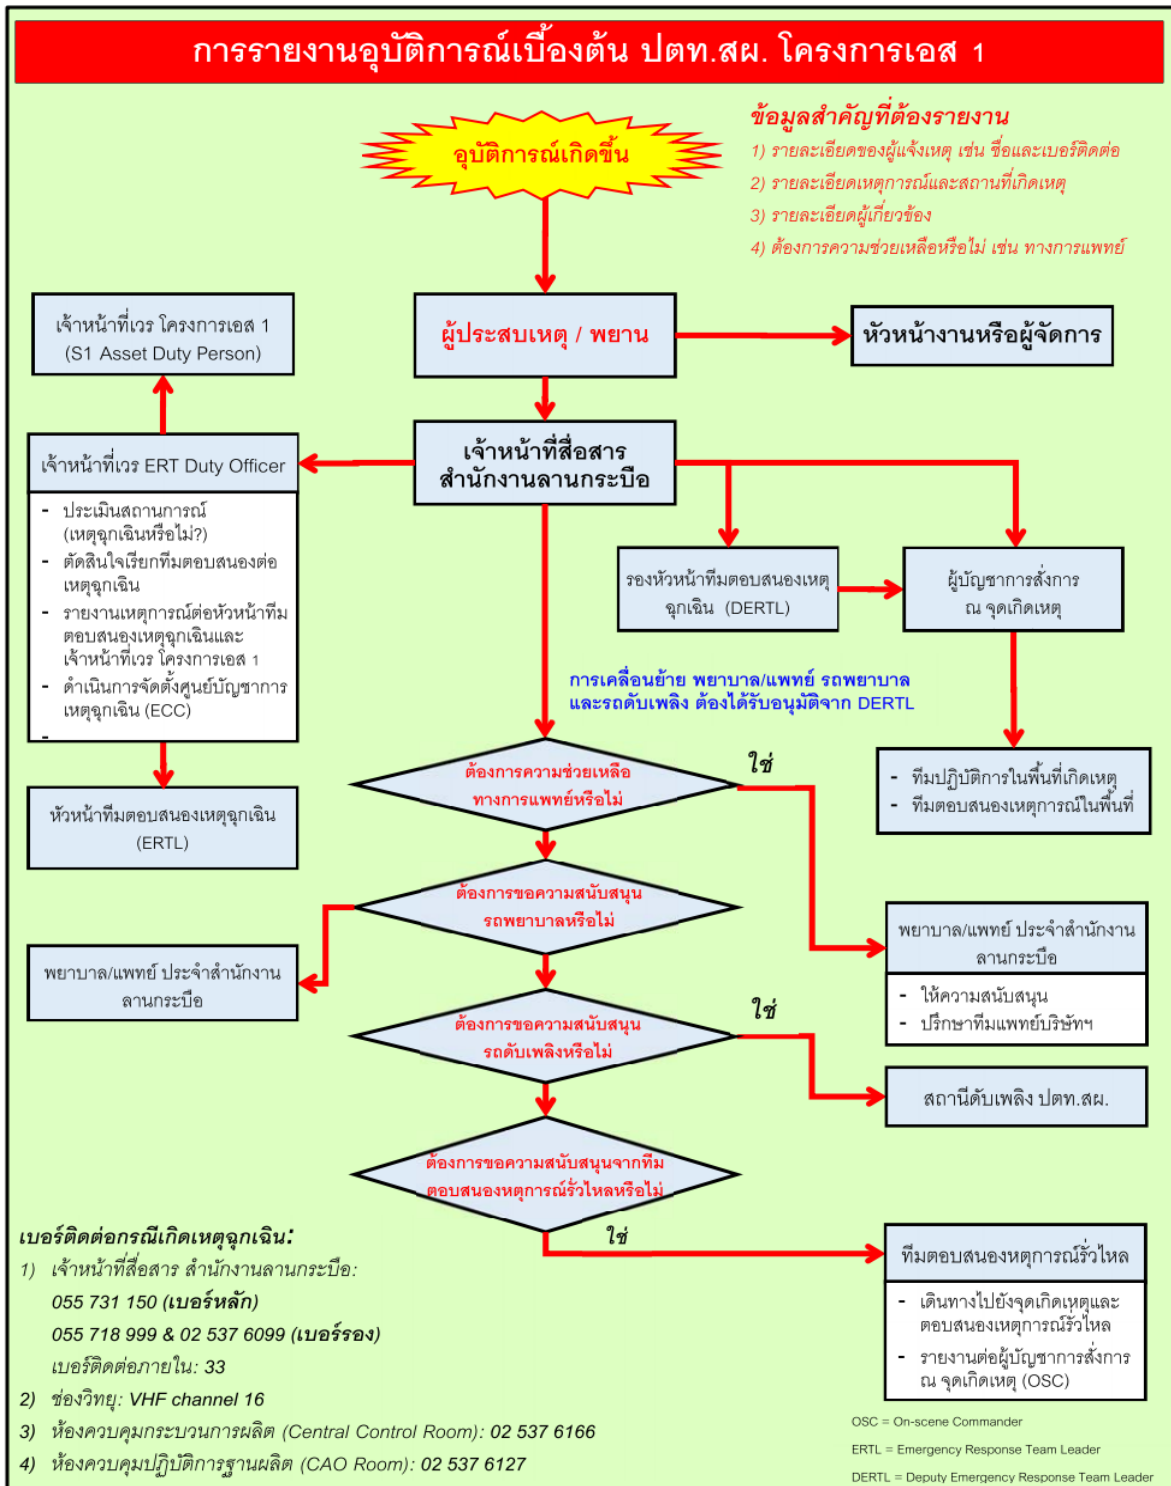 การรายงานอุบัติการณ์เบื้องต้น ปตท.สผ. โครงการเอส 1
อุบัติการณ์เกิดขึ้น
ข้อมูลสำคัญที่ต้องรายงาน
1) รายละเอียดของผู้แจ้งเหตุ เช่น ชื่อและเบอร์ติดต่อ
2) รายละเอียดเหตุการณ์และสถานที่เกิดเหตุ
3) รายละเอียดผู้เกี่ยวข้อง
4) ต้องการความช่วยเหลือหรือไม่ เช่น ทางการแพทย์
เจ้าหน้าที่เวร โครงการเอส 1
(S1 Asset Duty Person)
ผู้ประสบเหตุ / พยาน
หัวหน้างานหรือผู้จัดการ
เจ้าหน้าที่เวร ERT Duty Officer
- ประเมินสถานการณ์
(เหตุฉุกเฉินหรือไม่?)
- ตัดสินใจเรียกทีมตอบสนองต่อ
เหตุฉุกเฉิน
- รายงานเหตุการณ์ต่อหัวหน้าทีม
ตอบสนองเหตุฉุกเฉินและ
เจ้าหน้าที่เวร โครงการเอส 1
- ดำเนินการจัดตั้งศูนย์บัญชาการ
เหตุฉุกเฉิน (ECC)
-
เจ้าหน้าที่สื่อสาร
สำนักงานลานกระบือ
รองหัวหน้าทีมตอบสนองเหตุ
ฉุกเฉิน (DERTL)
ผู้บัญชาการสั่งการ
ณ จุดเกิดเหตุ
การเคลื่อนย้าย พยาบาล/แพทย์ รถพยาบาล
และรถดับเพลิง ต้องได้รับอนุมัติจาก DERTL
หัวหน้าทีมตอบสนองเหตุฉุกเฉิน
(ERTL)
ต้องการความช่วยเหลือ
ทางการแพทย์หรือไม่
ใช่
- ทีมปฏิบัติการในพื้นที่เกิดเหตุ
- ทีมตอบสนองเหตุการณ์ในพื้นที่
ต้องการขอความสนับสนุน
รถพยาบาลหรือไม่
พยาบาล/แพทย์ ประจำสำนักงาน
ลานกระบือ
พยาบาล/แพทย์ ประจำสำนักงาน
ลานกระบือ
- ให้ความสนับสนุน
- ปรึกษาทีมแพทย์บริษัทฯ
ต้องการขอความสนับสนุน
รถดับเพลิงหรือไม่
ใช่
สถานีดับเพลิง ปตท.สผ.
ต้องการขอความสนับสนุนจากทีม
ตอบสนองหตุการณ์รั่วไหลหรือไม่
ใช่
ทีมตอบสนองหตุการณ์รั่วไหล
- เดินทางไปยังจุดเกิดเหตุและ
ตอบสนองเหตุการณ์รั่วไหล
- รายงานต่อผู้บัญชาการสั่งการ
ณ จุดเกิดเหตุ (OSC)
เบอร์ติดต่อกรณีเกิดเหตุฉุกเฉิน:
1) เจ้าหน้าที่สื่อสาร สำนักงานลานกระบือ:
055 731 150 (เบอร์หลัก)
055 718 999 & 02 537 6099 (เบอร์รอง)
เบอร์ติดต่อภายใน: 33
2) ช่องวิทยุ: VHF channel 16
3) ห้องควบคุมกระบวนการผลิต (Central Control Room): 02 537 6166
4) ห้องควบคุมปฏิบัติการฐานผลิต (CAO Room): 02 537 6127
OSC = On-scene Commander
ERTL = Emergency Response Team Leader
DERTL = Deputy Emergency Response Team Leader